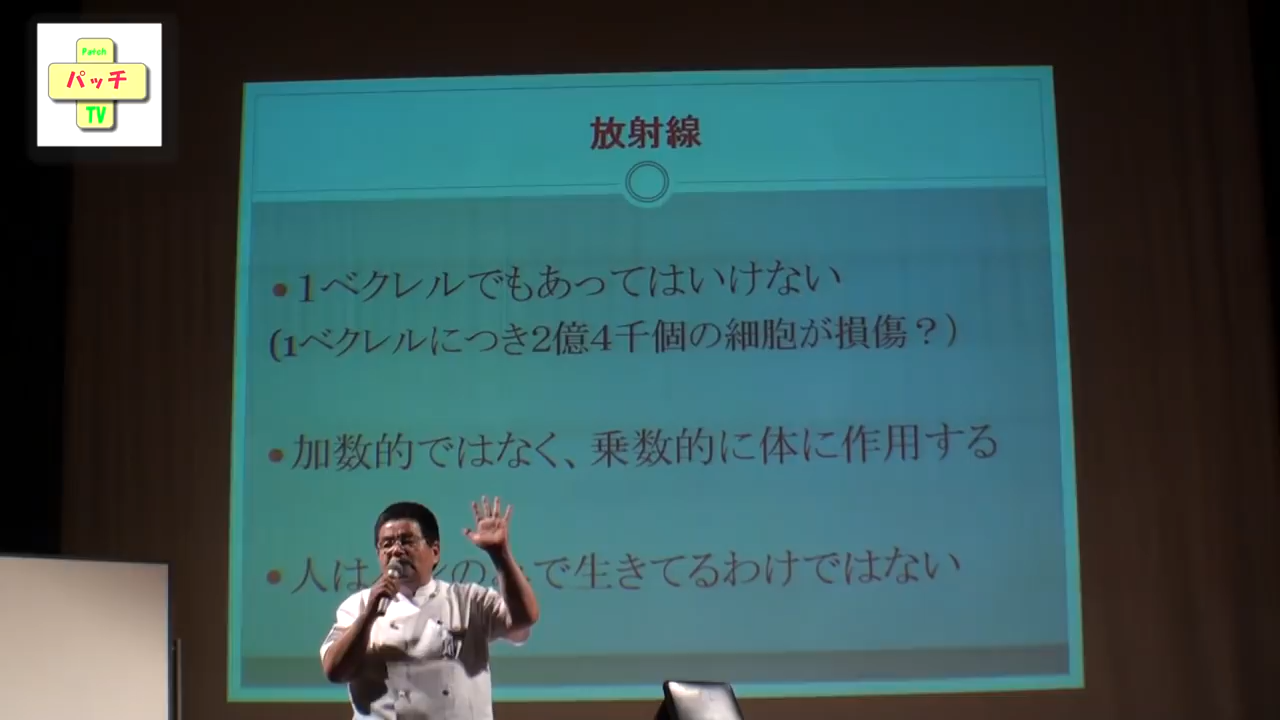 Patch
パッチ
TV
放射線
•1ベクレルでもあってはいけない
(1ベクレルにつき2億4千個の細胞が損傷？)
•加数的ではなく、乗数的に体に作用する
•人は の で生きてるわけではない